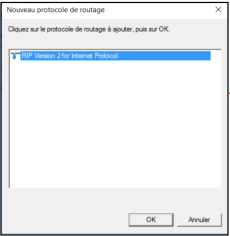 Nouveau protocole de routage
Cliquez sur le protocole de routage à ajouter, puis sur OK.
RIP Version 2 for Internet Protocol
OK
Annuler